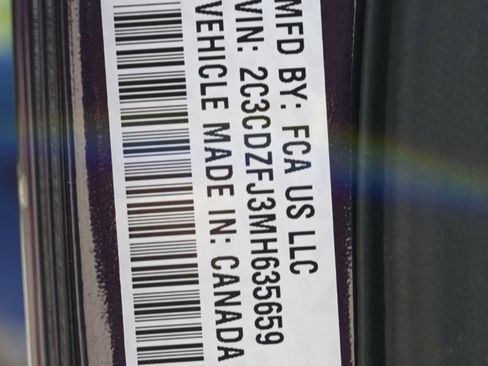 MFD BY: FCA US LLC
VIN: 2C3CDZFJ3MH635659
VEHICLE MADE IN: CANADA